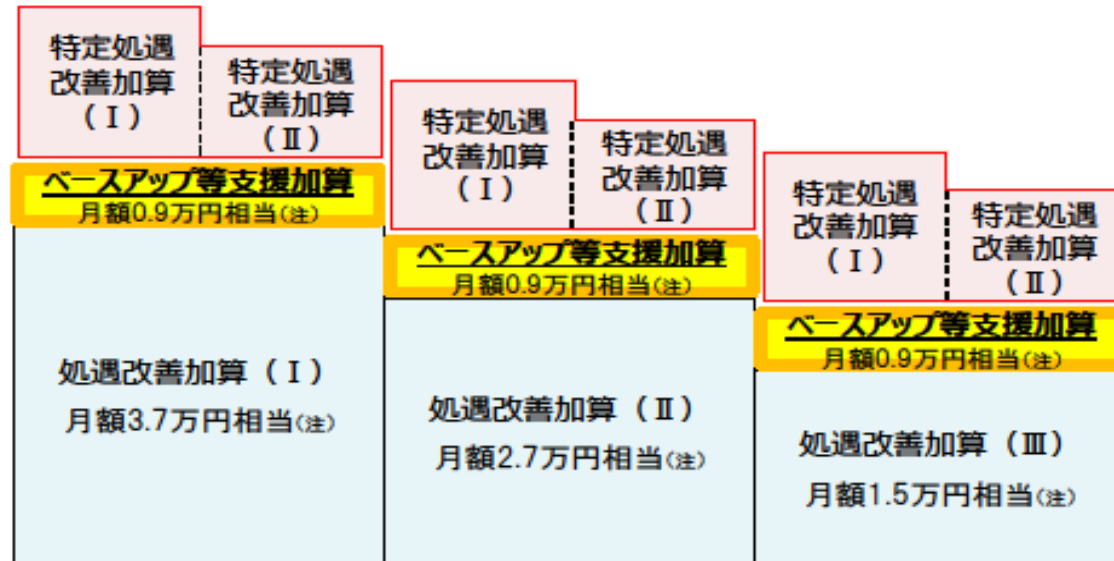 特定処遇
改善加算
（Ⅰ）
特定処遇
改善加算
（Ⅱ）
ベースアップ等支援加算
月額0.9万円相当(注)
処遇改善加算（Ⅰ）
月額3.7万円相当(注)
特定処遇
改善加算
（Ⅰ）
特定処遇
改善加算
（Ⅱ）
ベースアップ等支援加算
月額0.9万円相当(注)
処遇改善加算（Ⅱ）
月額2.7万円相当(注)
特定処遇
改善加算
（Ⅰ）
特定処遇
改善加算
（Ⅱ）
ベースアップ等支援加算
月額0.9万円相当(注)
処遇改善加算（Ⅲ）
月額1.5万円相当(注)